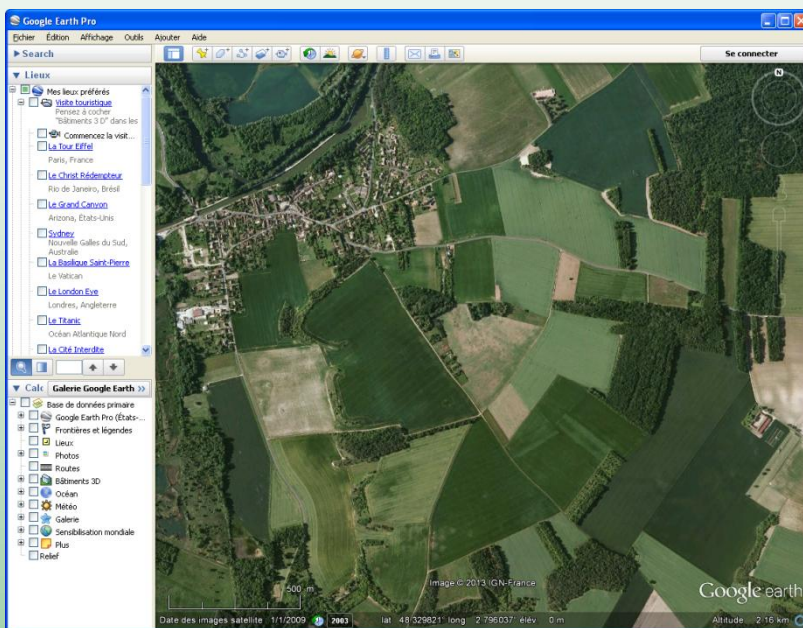 Google Earth Pro
Fichier Édition Affichage Outils Ajouter Aide
Search
Se connecter
Lieux
Mes lieux préférés
Visite touristique
Pensez à cocher
"Bâtiments 3 D" dans les
Commencez la visit...
La Tour Eiffel
Paris, France
Le Christ Rédempteur
Rio de Janeiro, Brésil
Le Grand Canyon
Arizona, États-Unis
Sydney
Nouvelle Galles du Sud,
Australie
La Basilique Saint-Pierre
Le Vatican
Le London Eye
Londres, Angleterre
Le Titanic
Océan Atlantique Nord
La Cité Interdite
Calc Galerie Google Earth >>
Base de données primaire
Google Earth Pro (États-...
Frontières et légendes
Lieux
Photos
Routes
Bâtiments 3D
Océan
Météo
Galerie
Sensibilisation mondiale
Plus
Relief
N
500 m
Image © 2013 IGN-France
Google earth
Date des images satellite 1/1/2009 2003 lat 48.329821° long 2.796037° élév 0 m Altitude 2.16 km